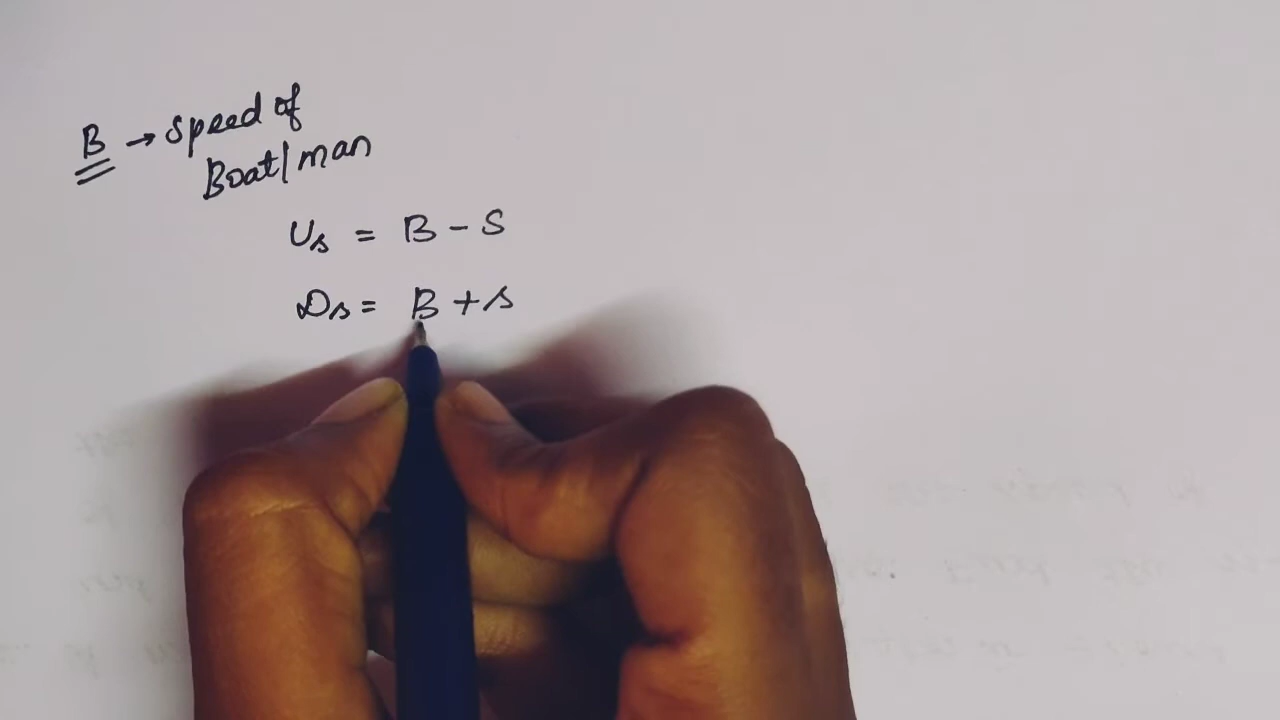 B → Speed of
Boat/man
Us = B - S
Ds = B + s